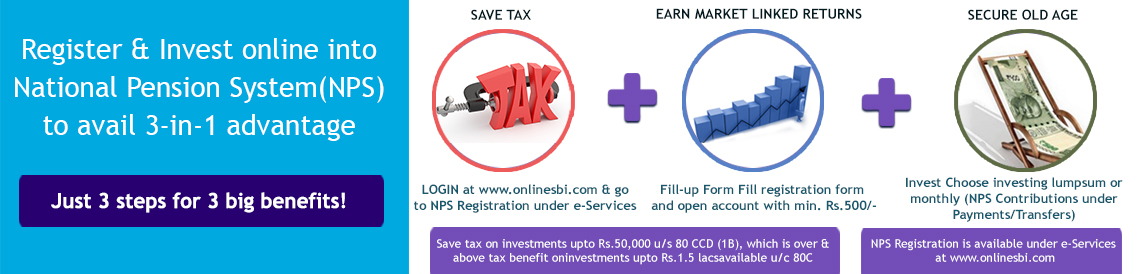 Register & Invest online into
National Pension System(NPS)
to avail 3-in-1 advantage
Just 3 steps for 3 big benefits!
SAVE TAX
TAX
LOGIN at www.onlinesbi.com & go
to NPS Registration under e-Services
EARN MARKET LINKED RETURNS
Fill-up Form Fill registration form
and open account with min. Rs.500/-
SECURE OLD AGE
Invest Choose investing lumpsum or
monthly (NPS Contributions under
Payments/Transfers)
Save tax on investments upto Rs.50,000 u/s 80 CCD (1B), which is over &
above tax benefit oninvestments upto Rs.1.5 lacsavailable u/c 80C
NPS Registration is available under e-Services
at www.onlinesbi.com